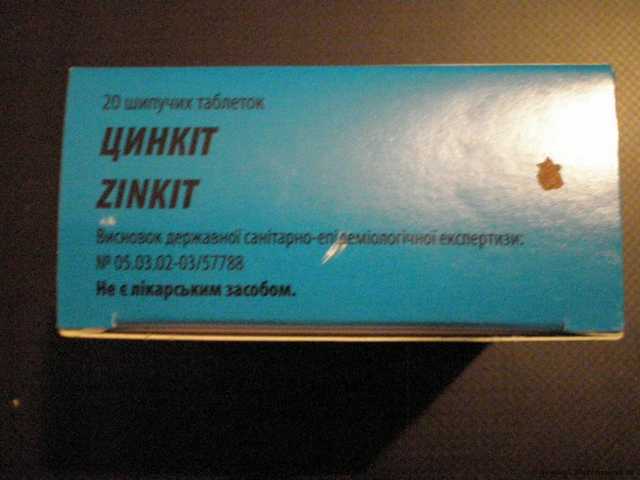 20 шипучих таблеток
ЦИНКІТ
ZINKIT
Висновок державної санітарно-епідеміологічної експертизи:
№ 05.03.02-03/57788
Не є лікарським засобом.